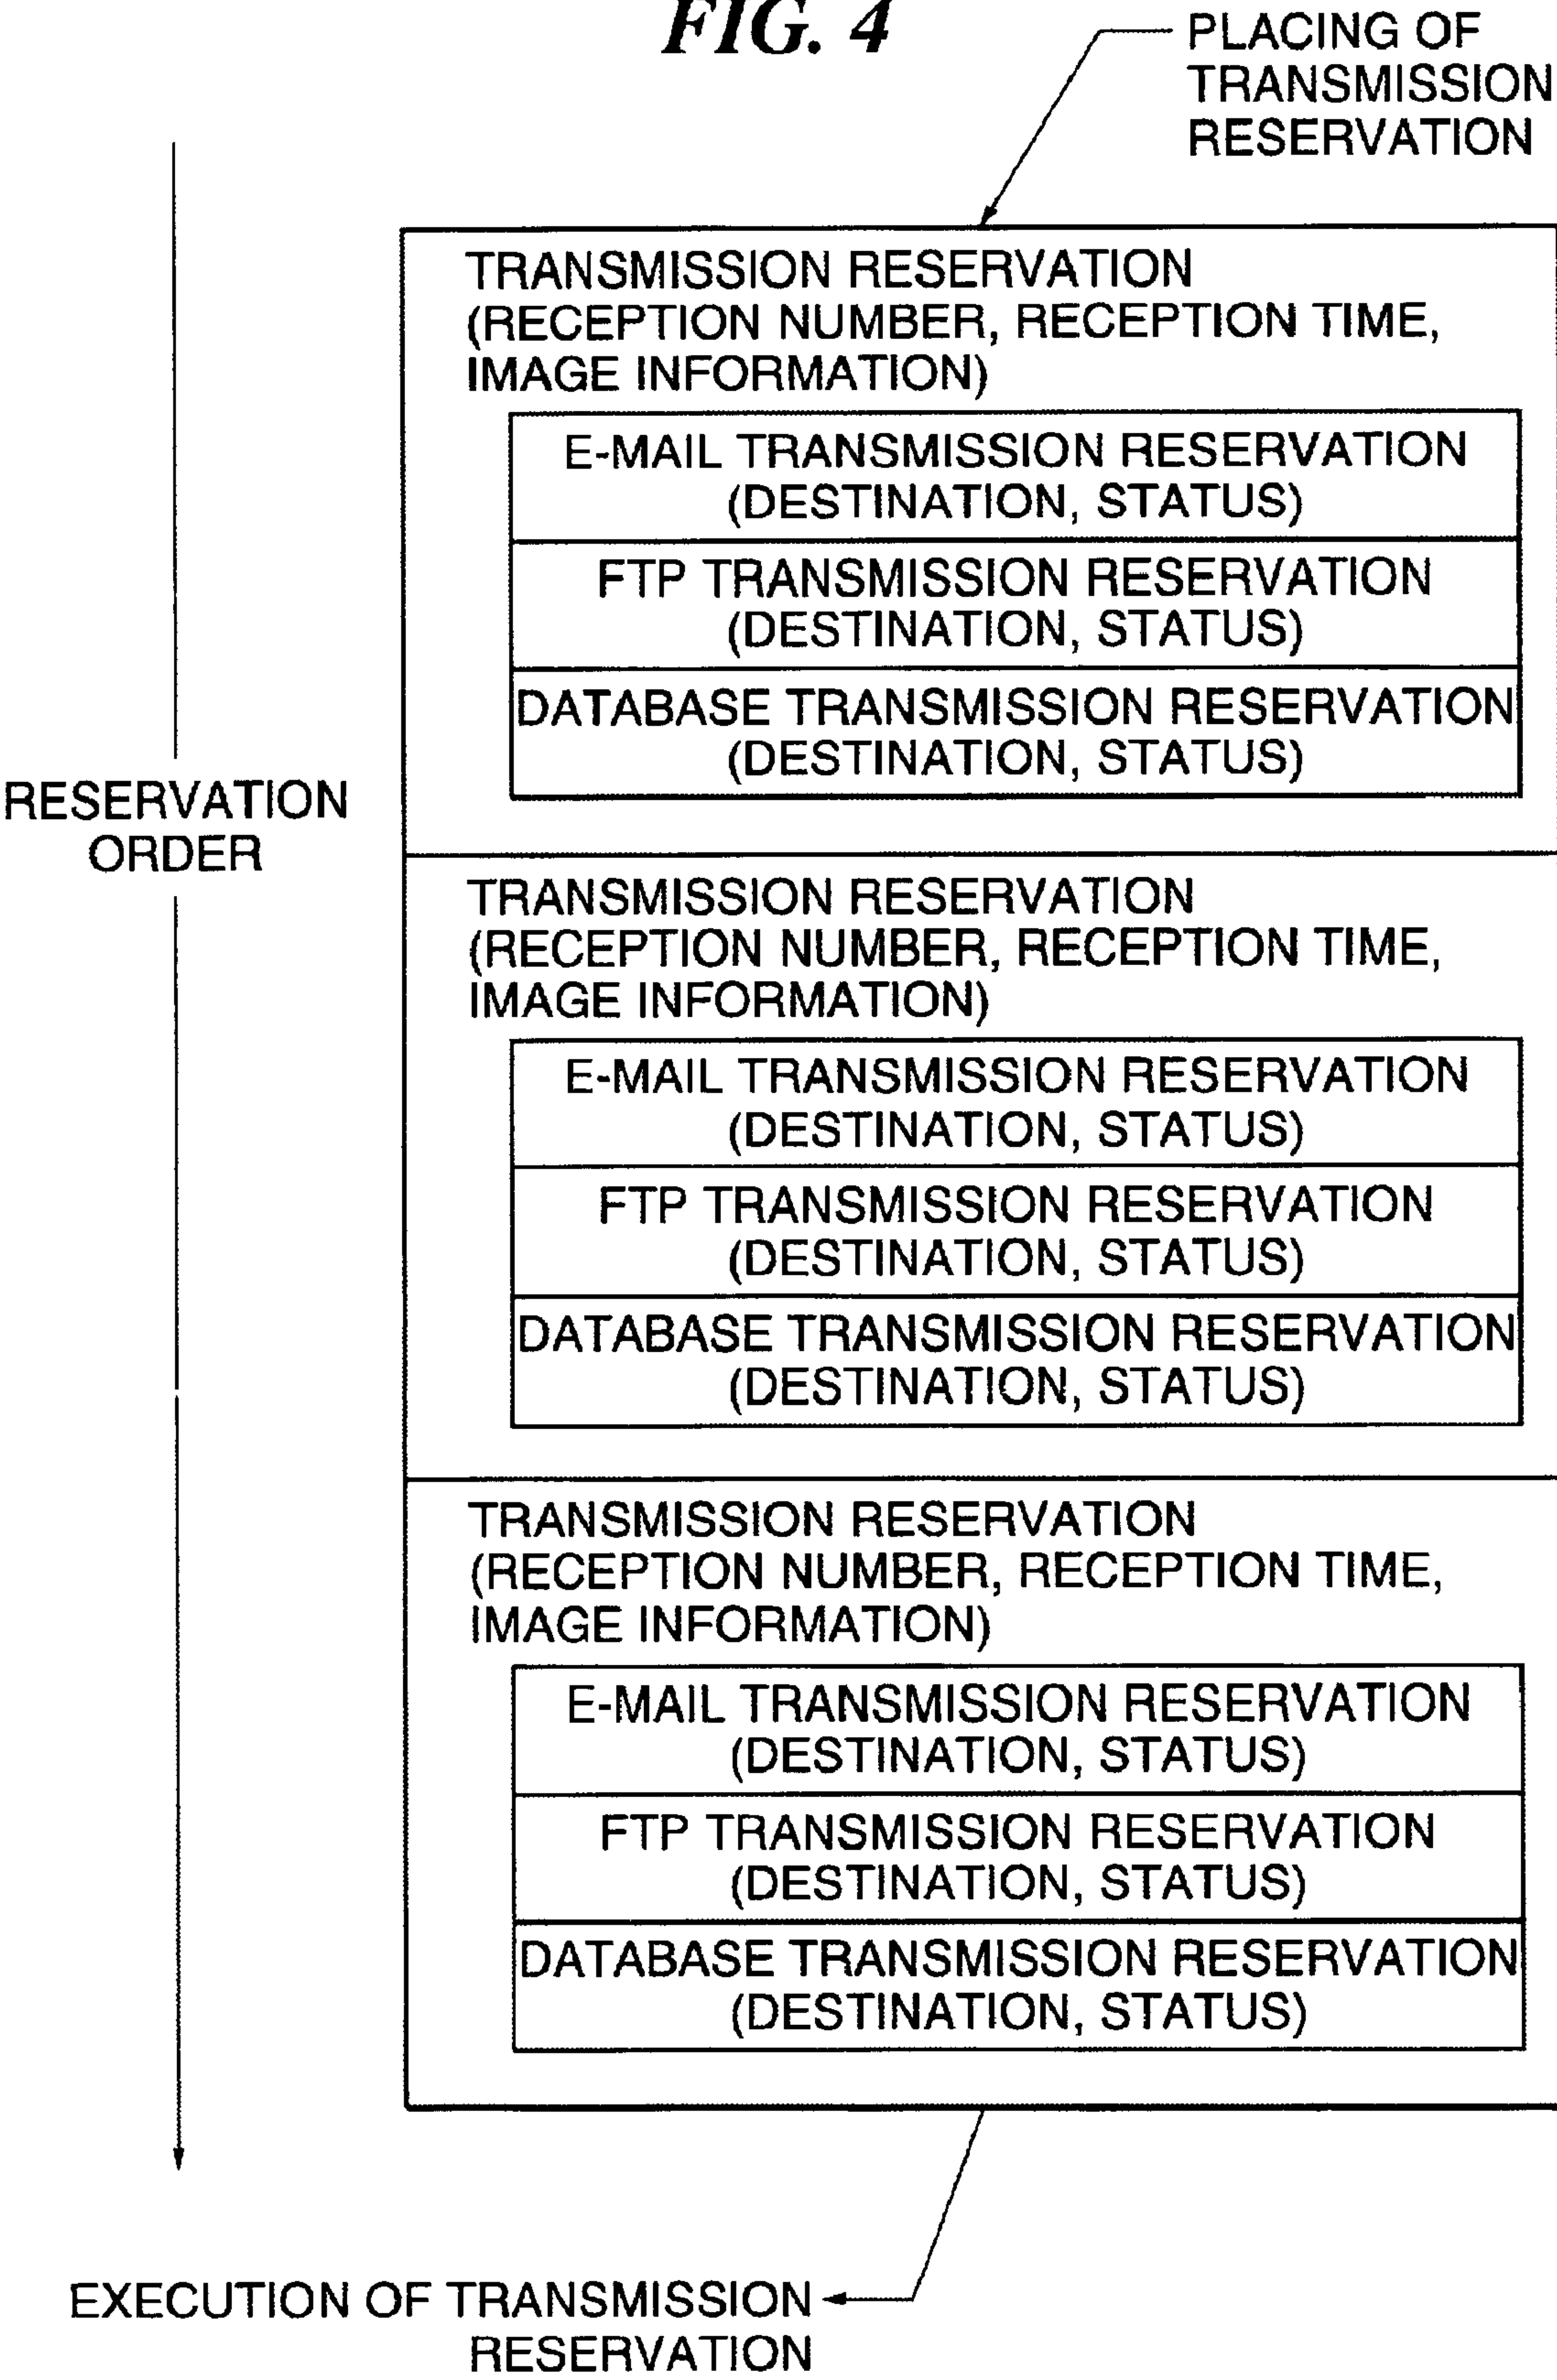 FIG. 4
PLACING OF
TRANSMISSION
RESERVATION
RESERVATION
ORDER
TRANSMISSION RESERVATION
(RECEPTION NUMBER, RECEPTION TIME,
IMAGE INFORMATION)
E-MAIL TRANSMISSION RESERVATION
(DESTINATION, STATUS)
FTP TRANSMISSION RESERVATION
(DESTINATION, STATUS)
DATABASE TRANSMISSION RESERVATION
(DESTINATION, STATUS)
TRANSMISSION RESERVATION
(RECEPTION NUMBER, RECEPTION TIME,
IMAGE INFORMATION)
E-MAIL TRANSMISSION RESERVATION
(DESTINATION, STATUS)
FTP TRANSMISSION RESERVATION
(DESTINATION, STATUS)
DATABASE TRANSMISSION RESERVATION
(DESTINATION, STATUS)
TRANSMISSION RESERVATION
(RECEPTION NUMBER, RECEPTION TIME,
IMAGE INFORMATION)
E-MAIL TRANSMISSION RESERVATION
(DESTINATION, STATUS)
FTP TRANSMISSION RESERVATION
(DESTINATION, STATUS)
DATABASE TRANSMISSION RESERVATION
(DESTINATION, STATUS)
EXECUTION OF TRANSMISSION
RESERVATION